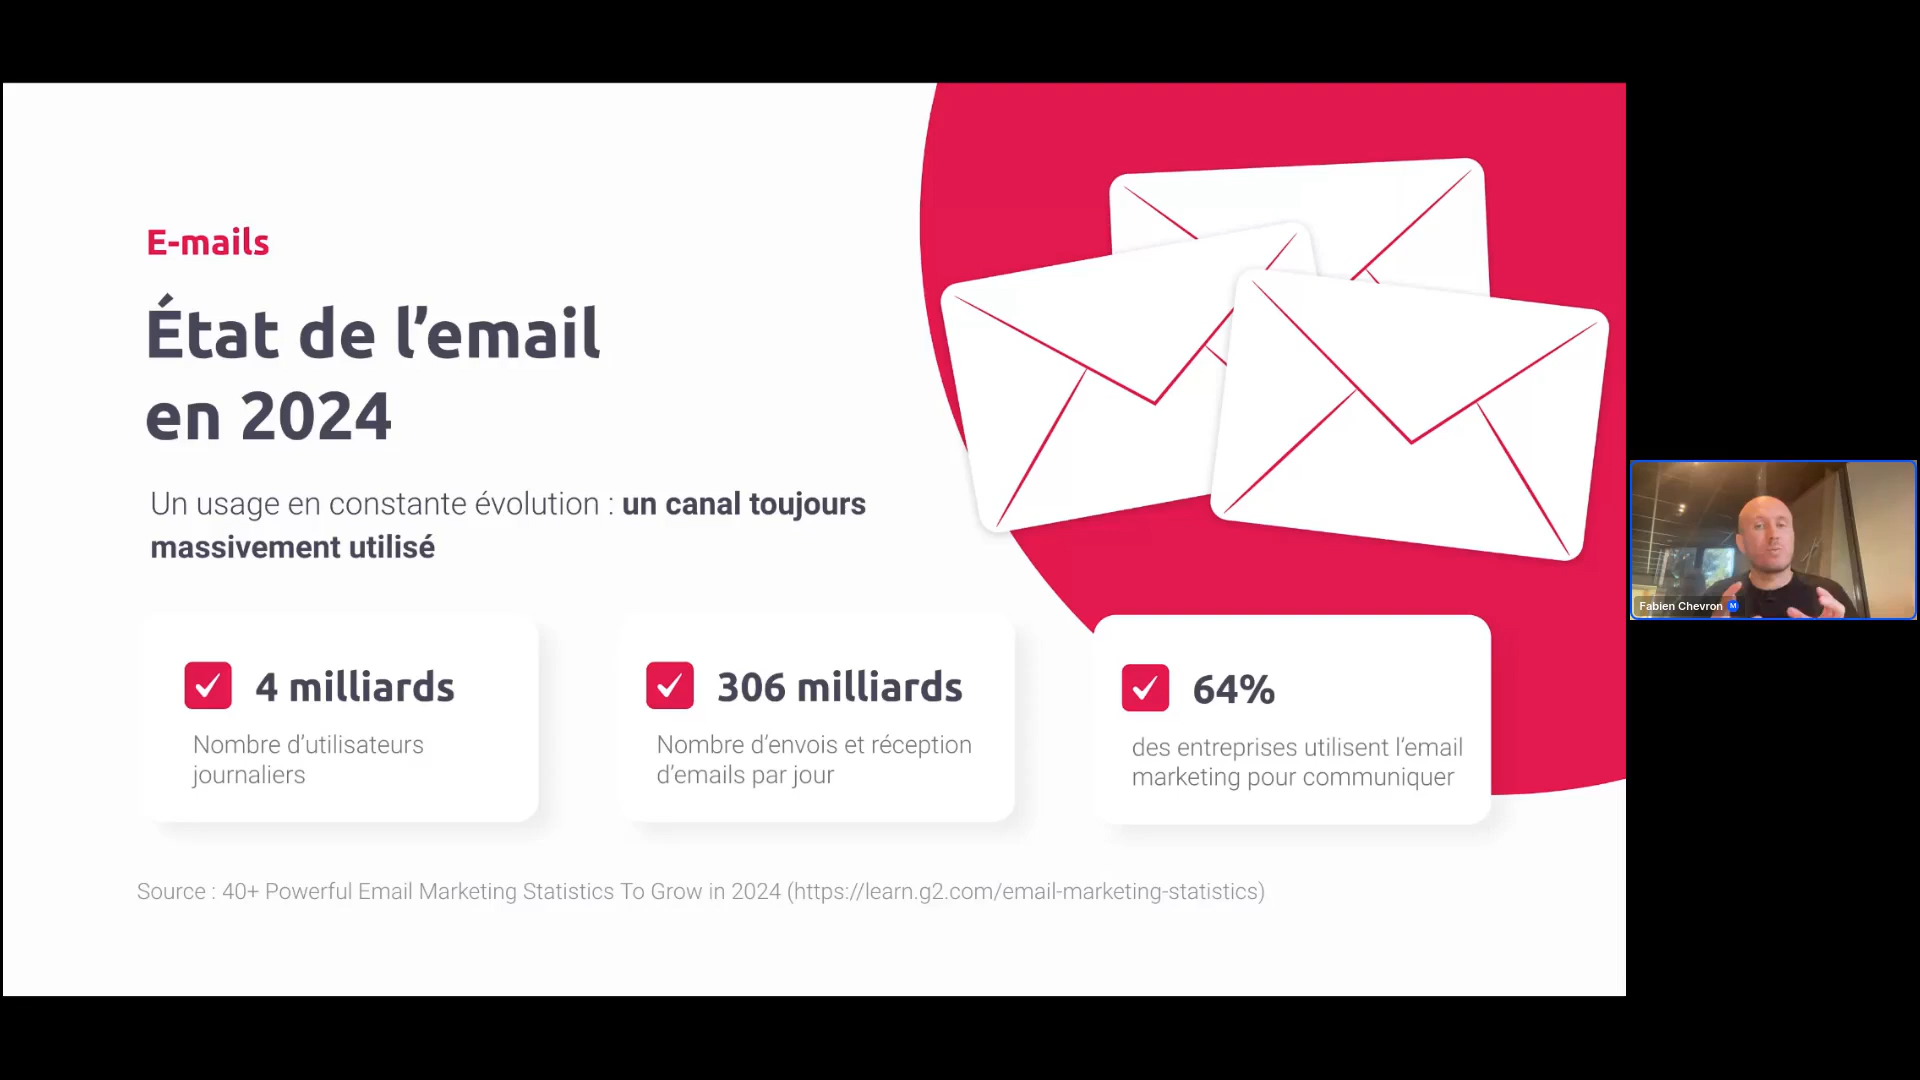 E-mails
État de l’email
en 2024
Un usage en constante évolution : un canal toujours
massivement utilisé
4 milliards
Nombre d’utilisateurs
journaliers
306 milliards
Nombre d’envois et réception
d’emails par jour
64%
des entreprises utilisent l’email
marketing pour communiquer
Source : 40+ Powerful Email Marketing Statistics To Grow in 2024 (https://learn.g2.com/email-marketing-statistics)
Fabien Chevron M